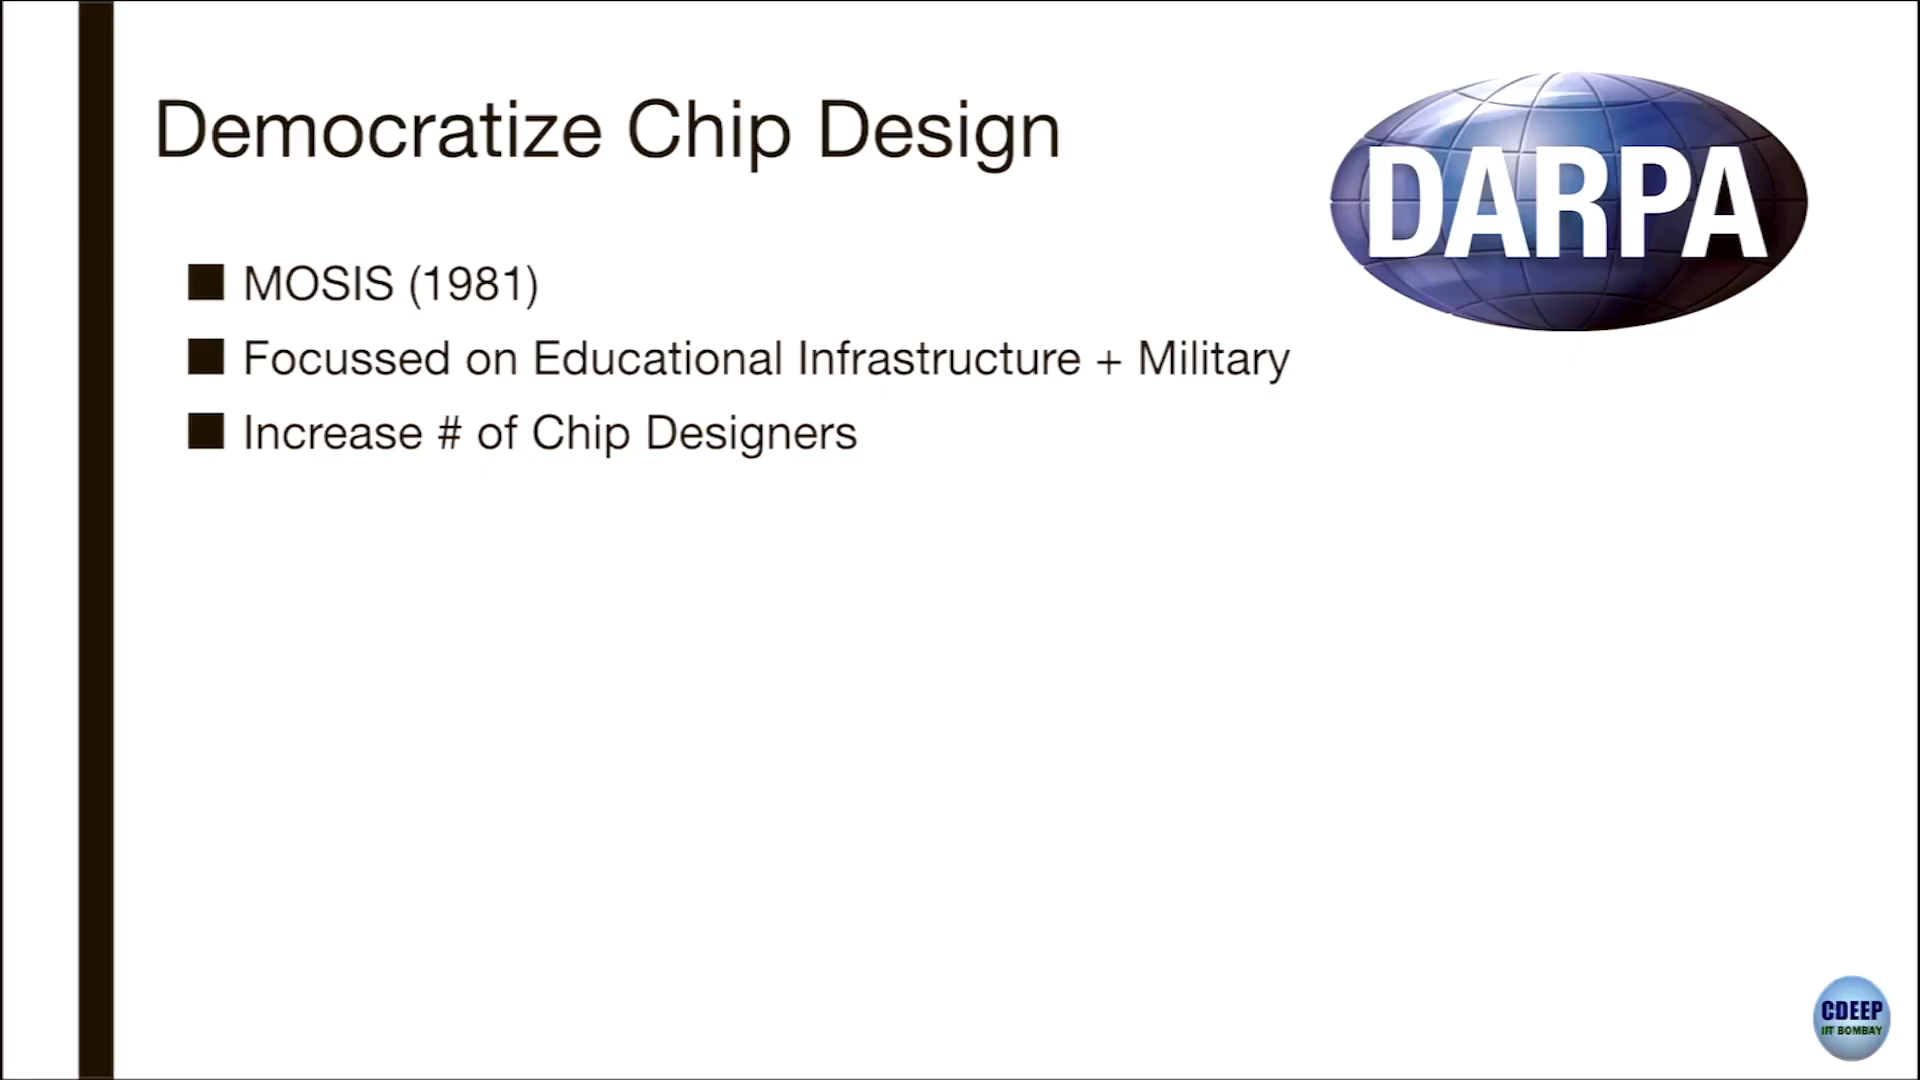 Democratize Chip Design
DARPA
MOSIS (1981)
Focussed on Educational Infrastructure + Military
Increase # of Chip Designers
CDEEP
IIT BOMBAY